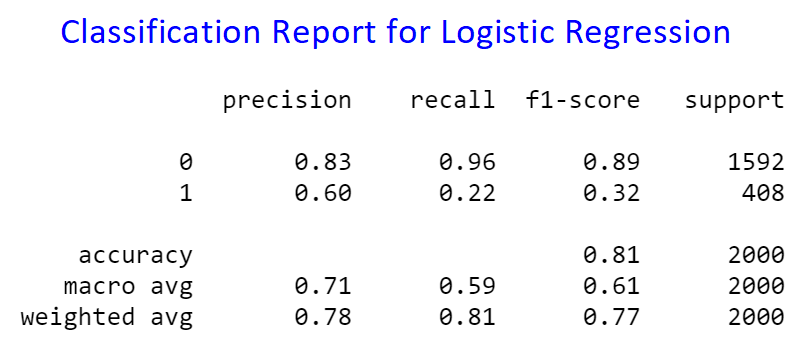 Classification Report for Logistic Regression
precision recall f1-score support
0 0.83 0.96 0.89 1592
1 0.60 0.22 0.32 408
accuracy 0.81 2000
macro avg 0.71 0.59 0.61 2000
weighted avg 0.78 0.81 0.77 2000